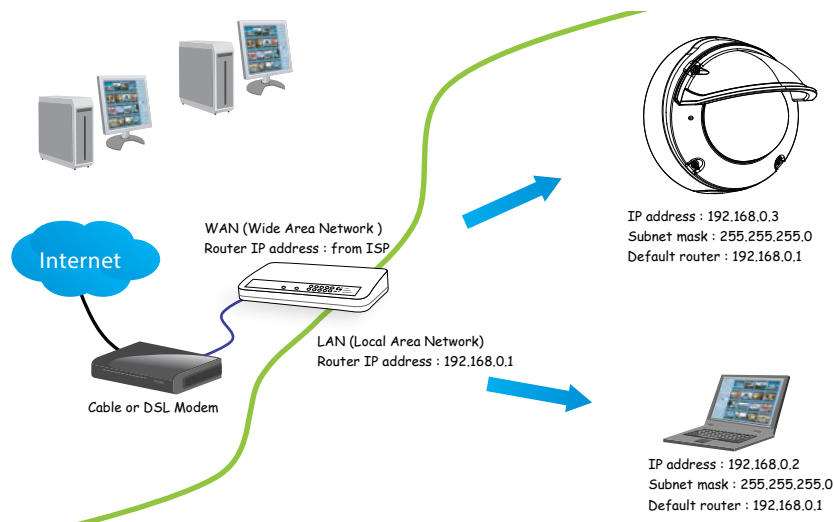 WAN (Wide Area Network )
Router IP address : from ISP
Internet
LAN (Local Area Network)
Router IP address : 192.168.0.1
Cable or DSL Modem
IP address : 192.168.0.3
Subnet mask : 255.255.255.0
Default router : 192.168.0.1
IP address : 192.168.0.2
Subnet mask : 255.255.255.0
Default router : 192.168.0.1